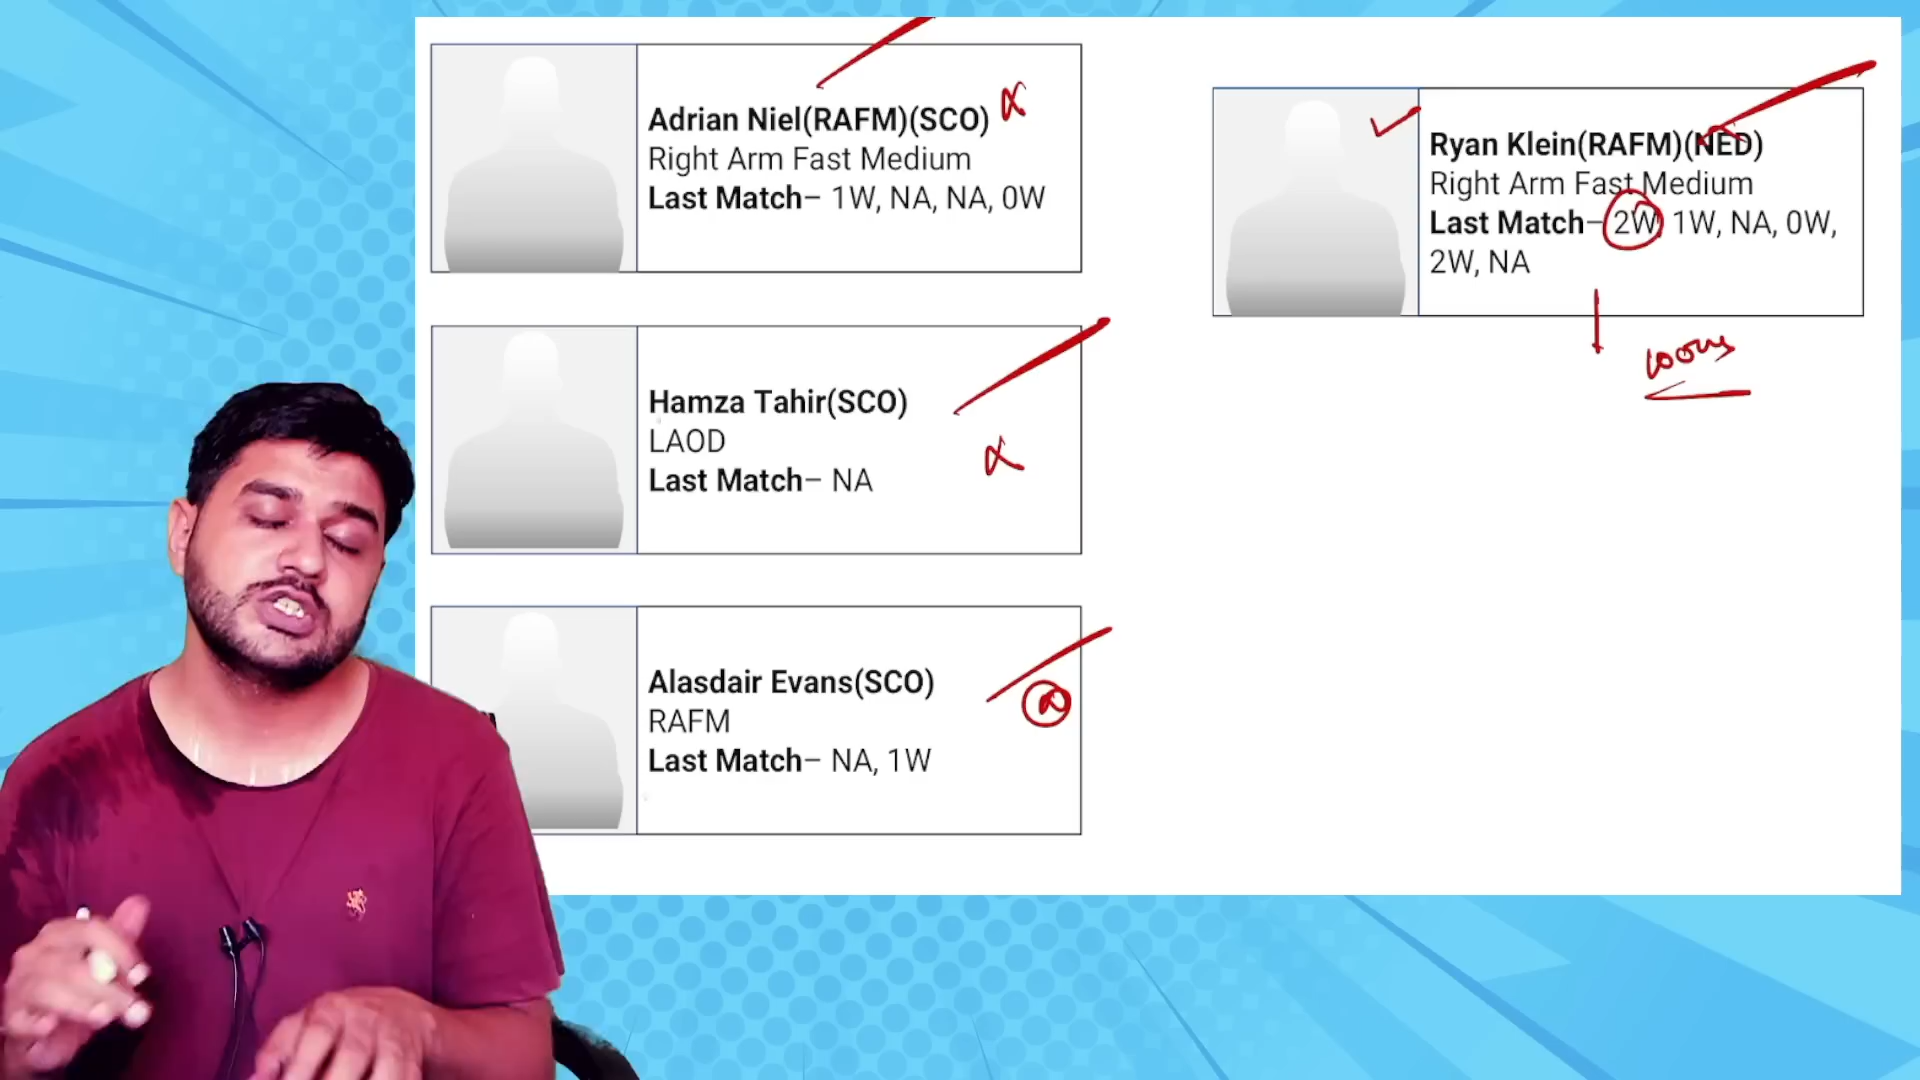 Adrian Niel(RAFM)(SCO)
Right Arm Fast Medium
Last Match– 1W, NA, NA, 0W
Hamza Tahir(SCO)
LAOD
Last Match– NA
Alasdair Evans(SCO)
RAFM
Last Match– NA, 1W
Ryan Klein(RAFM)(NED)
Right Arm Fast Medium
Last Match– 2W, 1W, NA, 0W,
2W, NA